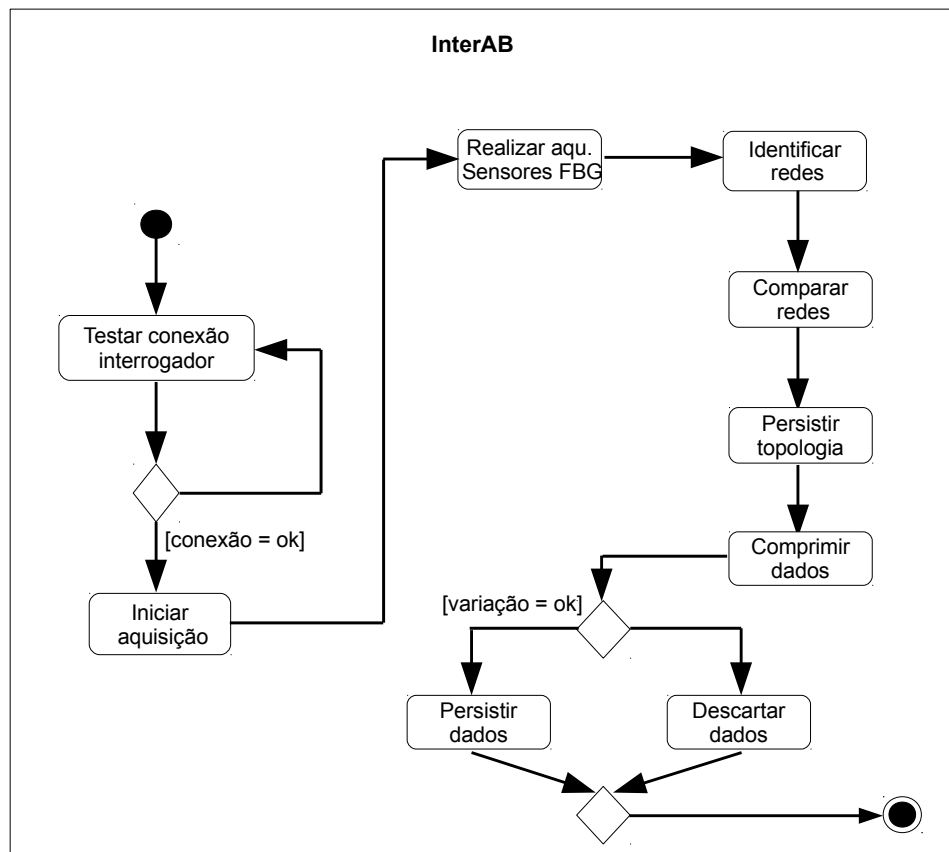 InterAB
Realizar aqu.
Sensores FBG
Identificar
redes
Comparar
redes
Testar conexão
interrogador
Persistir
topologia
[conexão = ok]
Comprimir
dados
Iniciar
aquisição
[variação = ok]
Persistir
dados
Descartar
dados